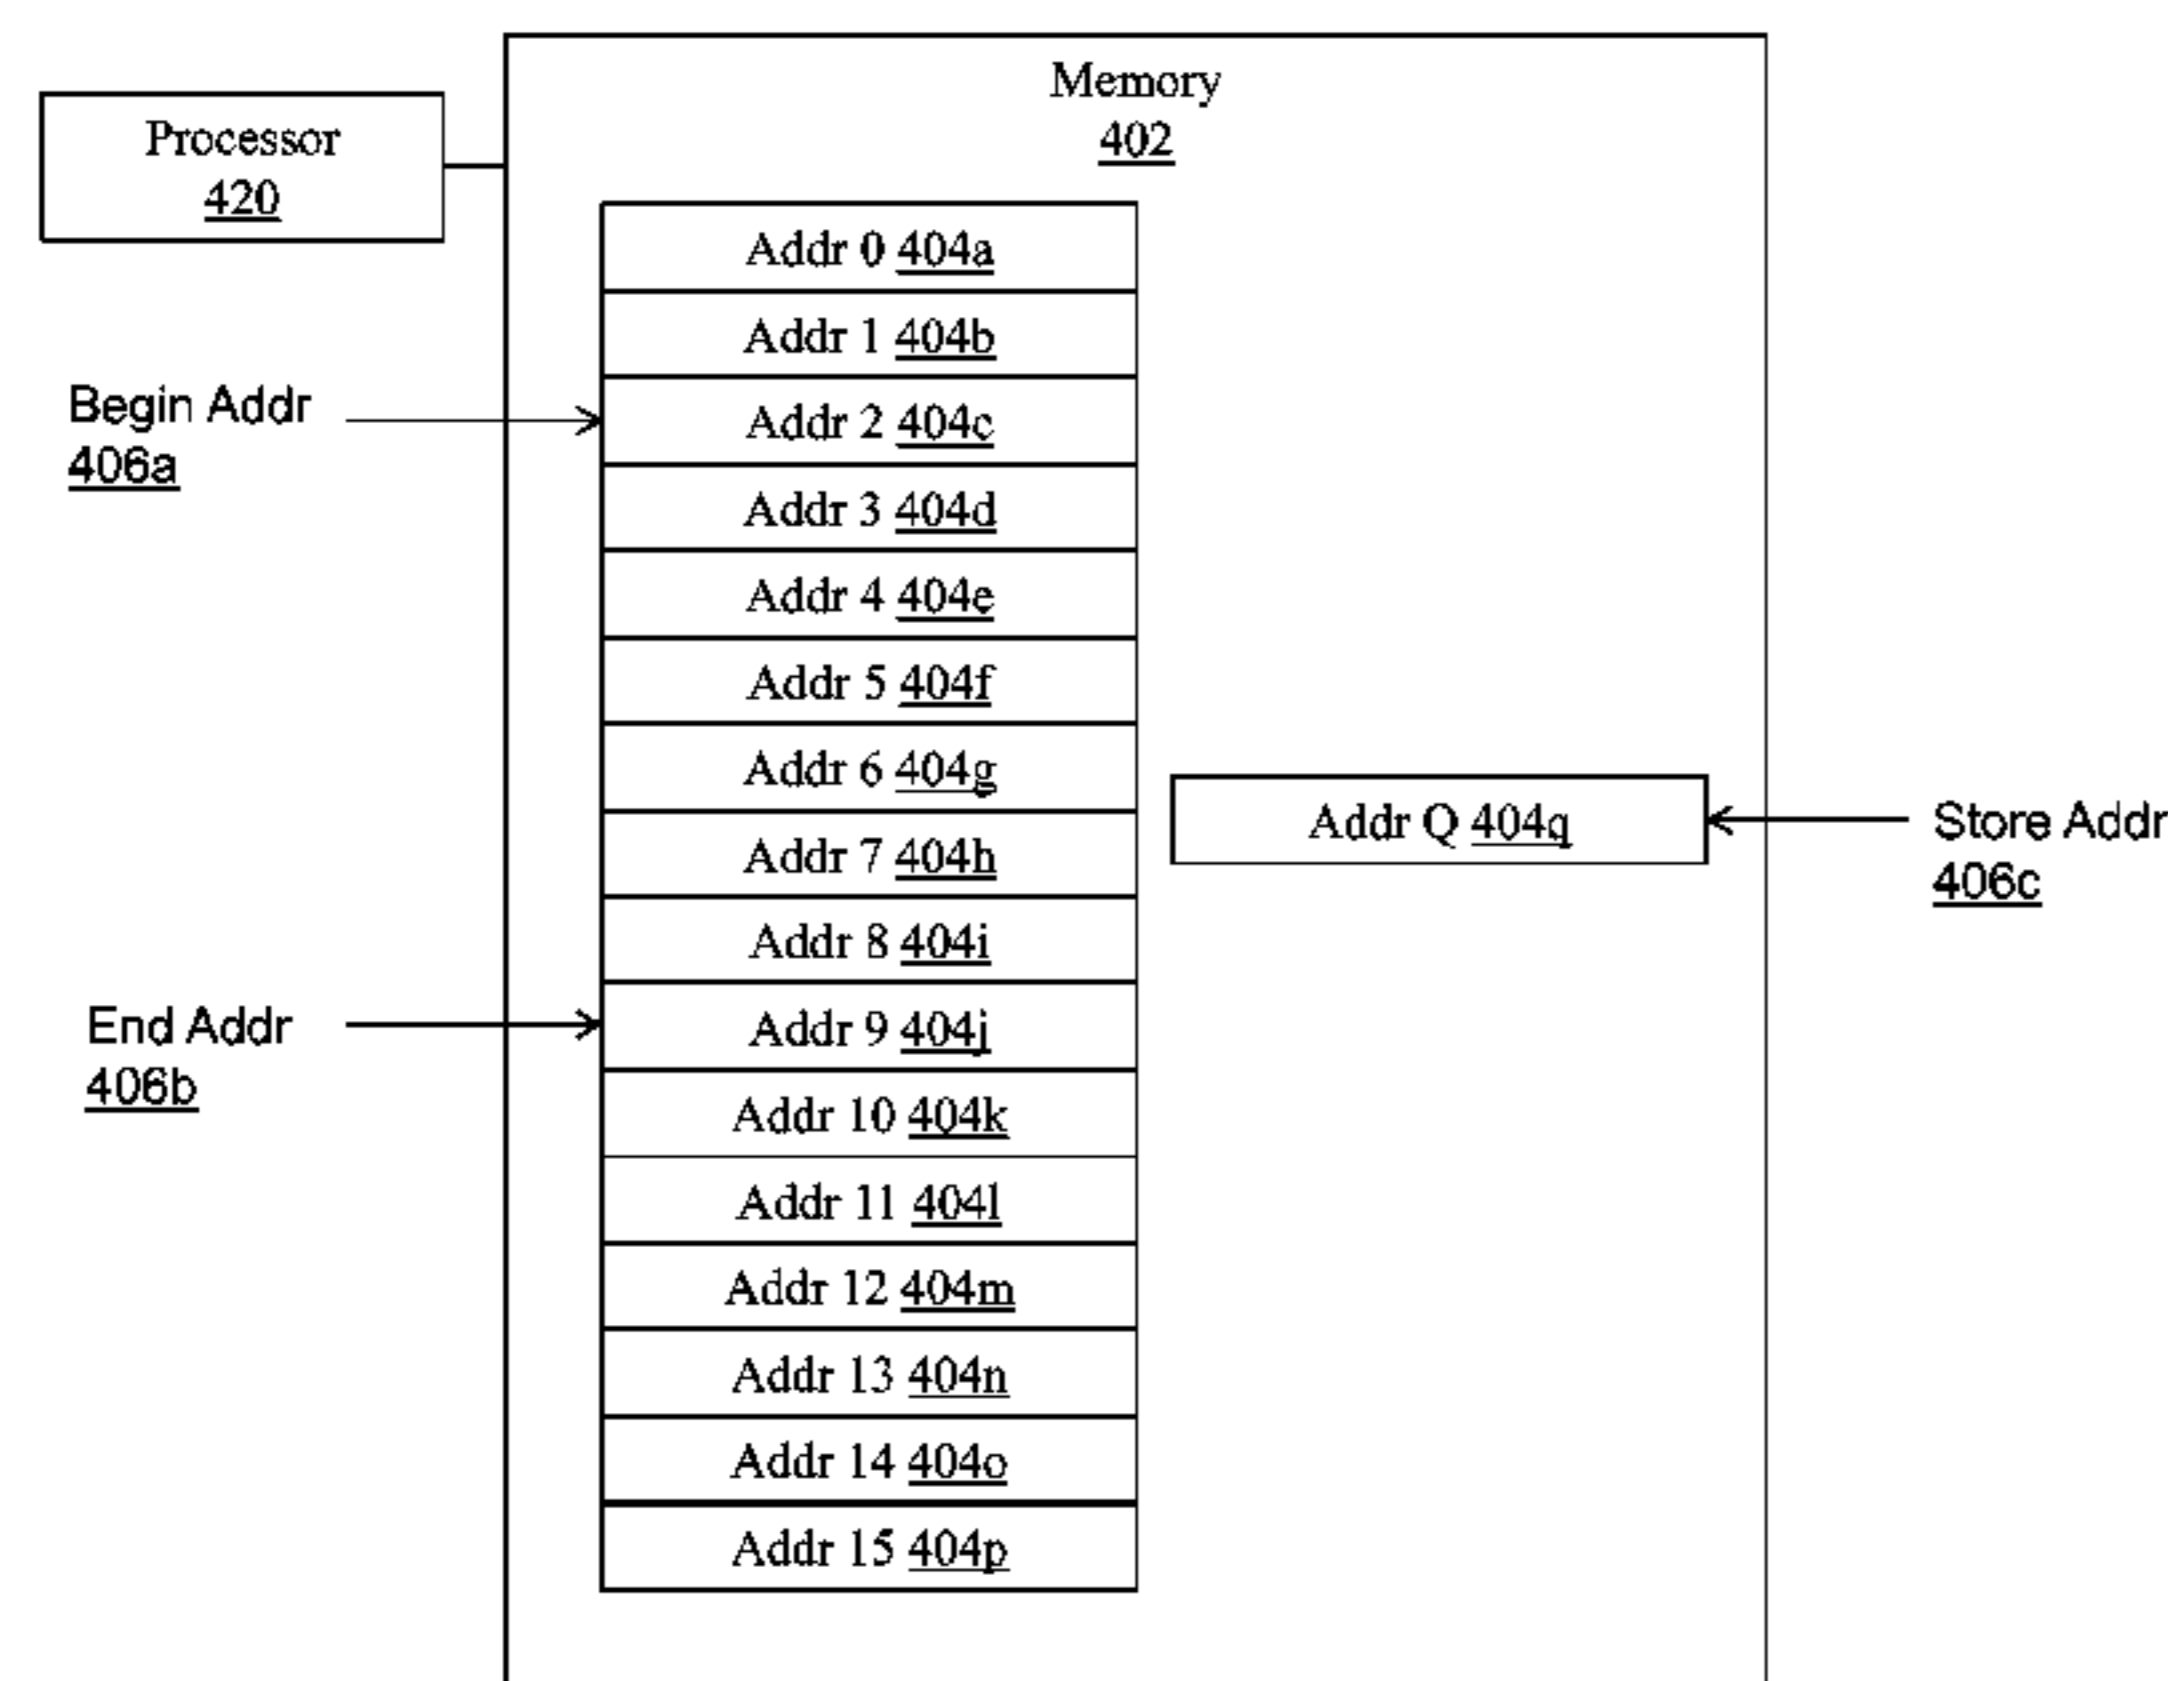 Memory
402
Processor
420
Addr 0 404a
Addr 1 404b
Begin Addr
406a
Addr 2 404c
Addr 3 404d
Addr 4 404e
Addr 5 404f
Addr 6 404g
Addr Q 404q
Store Addr
406c
Addr 7 404h
Addr 8 404i
End Addr
406b
Addr 9 404j
Addr 10 404k
Addr 11 404l
Addr 12 404m
Addr 13 404n
Addr 14 404o
Addr 15 404p